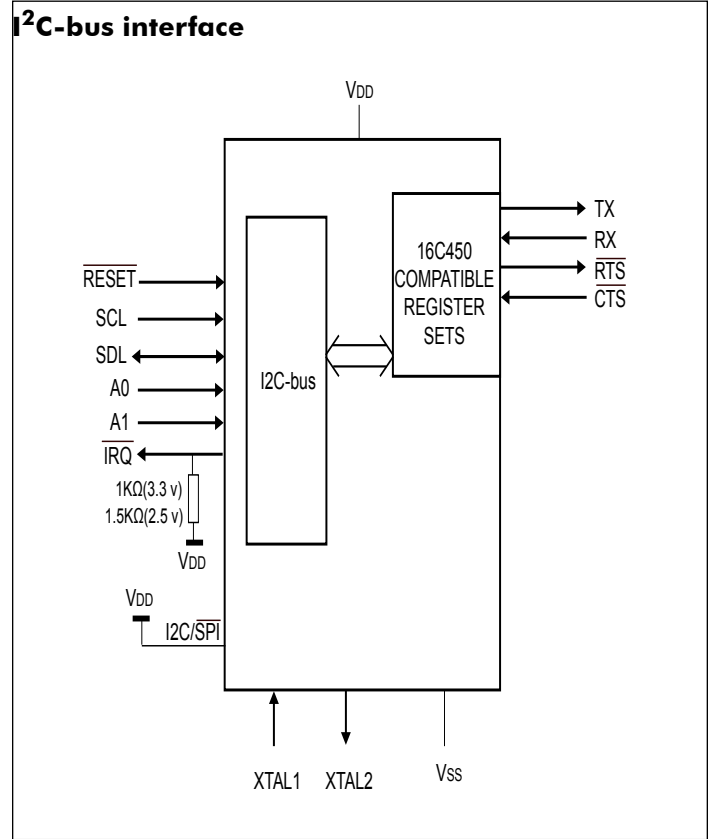 I²C-bus interface
VDD
16C450
COMPATIBLE
REGISTER
SETS
TX
RX
RTS
CTS
RESET
SCL
SDL
A0
A1
IRQ
I2C-bus
1KΩ(3.3 v)
1.5KΩ(2.5 v)
VDD
VDD
I2C/SPI
XTAL1
XTAL2
VSS